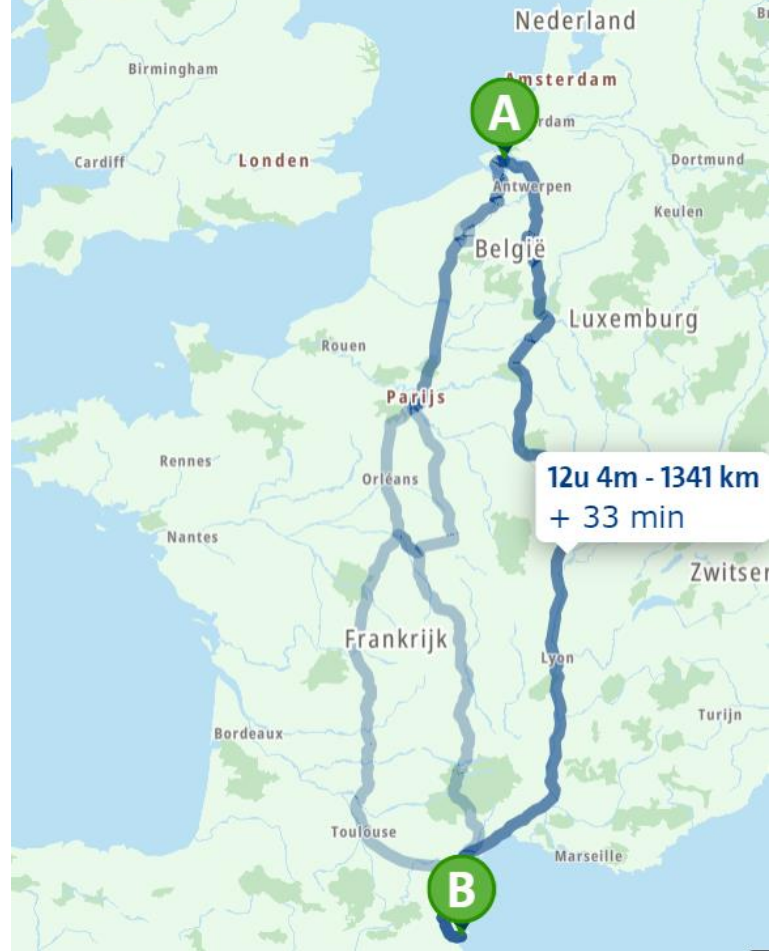 Nederland
Birmingham
Amsterdam
A
rdam
Cardiff
Londen
Dortmund
Antwerpen
Keulen
België
Luxemburg
Rouen
Parijs
Rennes
Orléans
12u 4m - 1341 km
+ 33 min
Nantes
Zwitser
Frankrijk
Lyon
Turijn
Bordeaux
Toulouse
Marseille
B